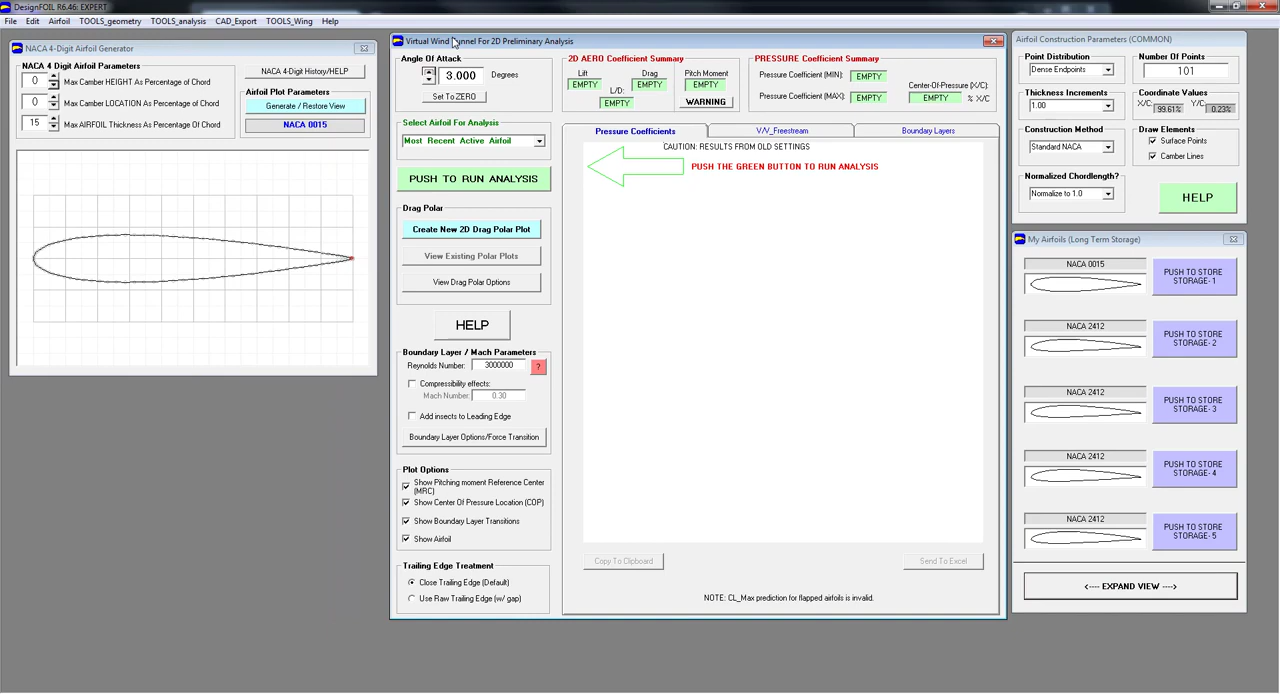 DesignFOIL R6.46: EXPERT
File Edit Airfoil TOOLS_geometry TOOLS_analysis CAD_Export TOOLS_Wing Help
NACA 4-Digit Airfoil Generator
NACA 4 Digit Airfoil Parameters
0 Max Camber HEIGHT As Percentage of Chord
0 Max Camber LOCATION As Percentage of Chord
15 Max AIRFOIL Thickness As Percentage Of Chord
NACA 4-Digit History/HELP
Airfoil Plot Parameters
Generate / Restore View
NACA 0015
Virtual Wind Tunnel For 2D Preliminary Analysis
Angle Of Attack
3.000 Degrees
Set To ZERO
2D AERO Coefficient Summary
Lift Drag Pitch Moment
EMPTY L/D: EMPTY EMPTY
EMPTY WARNING
PRESSURE Coefficient Summary
Pressure Coefficient (MIN): EMPTY
Pressure Coefficient (MAX): EMPTY
Center-Of-Pressure (X/C):
EMPTY % X/C
Select Airfoil For Analysis
Most Recent Active Airfoil
PUSH TO RUN ANALYSIS
Drag Polar
Create New 2D Drag Polar Plot
View Existing Polar Plots
View Drag Polar Options
HELP
Boundary Layer / Mach Parameters
Reynolds Number: 3000000 ?
Compressibility effects:
Mach Number: 0.30
Add insects to Leading Edge
Boundary Layer Options/Force Transition
Plot Options
Show Pitching moment Reference Center
(MRC)
Show Center Of Pressure Location (COP)
Show Boundary Layer Transitions
Show Airfoil
Trailing Edge Treatment
Close Trailing Edge (Default)
Use Raw Trailing Edge (w/ gap)
Pressure Coefficients V/V_Freestream Boundary Layers
CAUTION: RESULTS FROM OLD SETTINGS
PUSH THE GREEN BUTTON TO RUN ANALYSIS
Copy To Clipboard Send To Excel
NOTE: CL_Max prediction for flapped airfoils is invalid.
Airfoil Construction Parameters (COMMON)
Point Distribution
Dense Endpoints
Number Of Points
101
Thickness Increments
1.00
Coordinate Values
X/C: 99.61% Y/C: 0.23%
Construction Method
Standard NACA
Draw Elements
Surface Points
Camber Lines
Normalized Chordlength?
Normalize to 1.0
HELP
My Airfoils (Long Term Storage)
NACA 0015
PUSH TO STORE
STORAGE-1
NACA 2412
PUSH TO STORE
STORAGE-2
NACA 2412
PUSH TO STORE
STORAGE-3
NACA 2412
PUSH TO STORE
STORAGE-4
NACA 2412
PUSH TO STORE
STORAGE-5
<---- EXPAND VIEW ---->